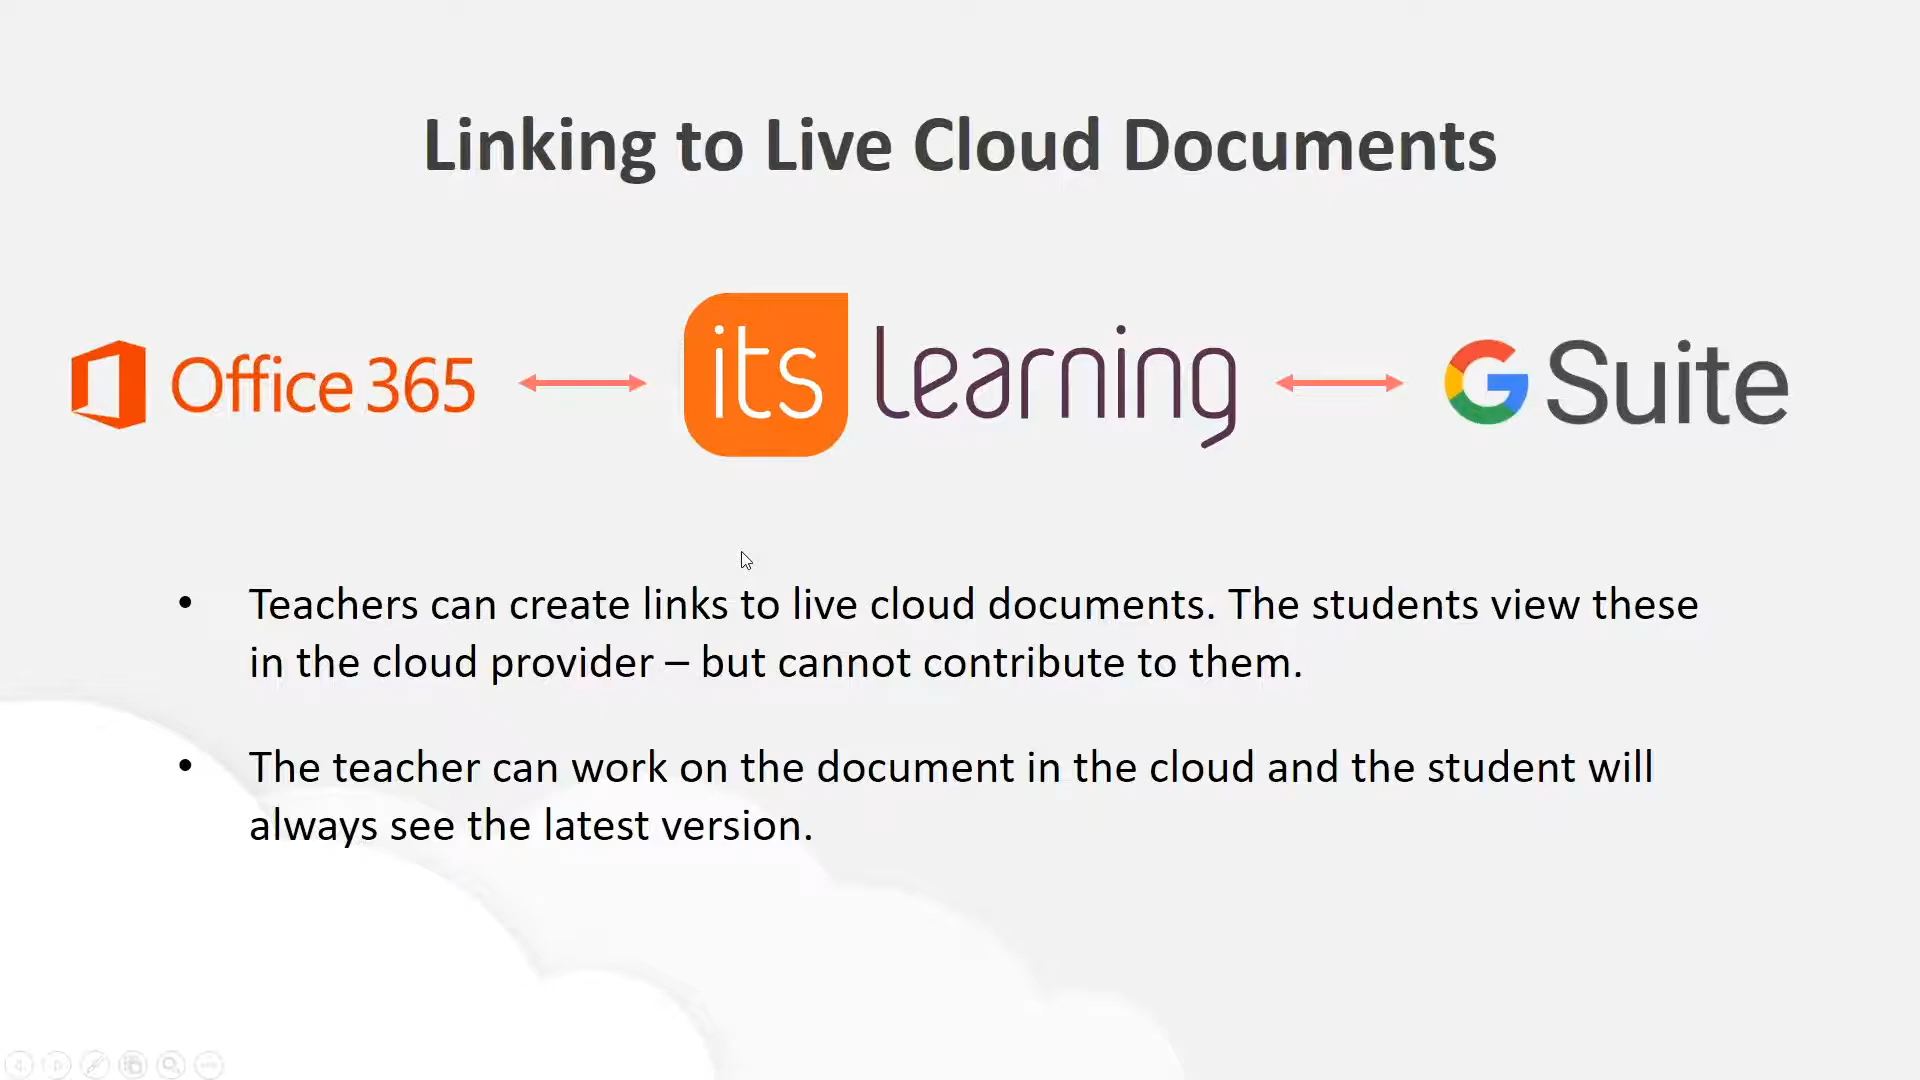 Linking to Live Cloud Documents
Office 365
its learning
G Suite
• Teachers can create links to live cloud documents. The students view these
in the cloud provider – but cannot contribute to them.
• The teacher can work on the document in the cloud and the student will
always see the latest version.